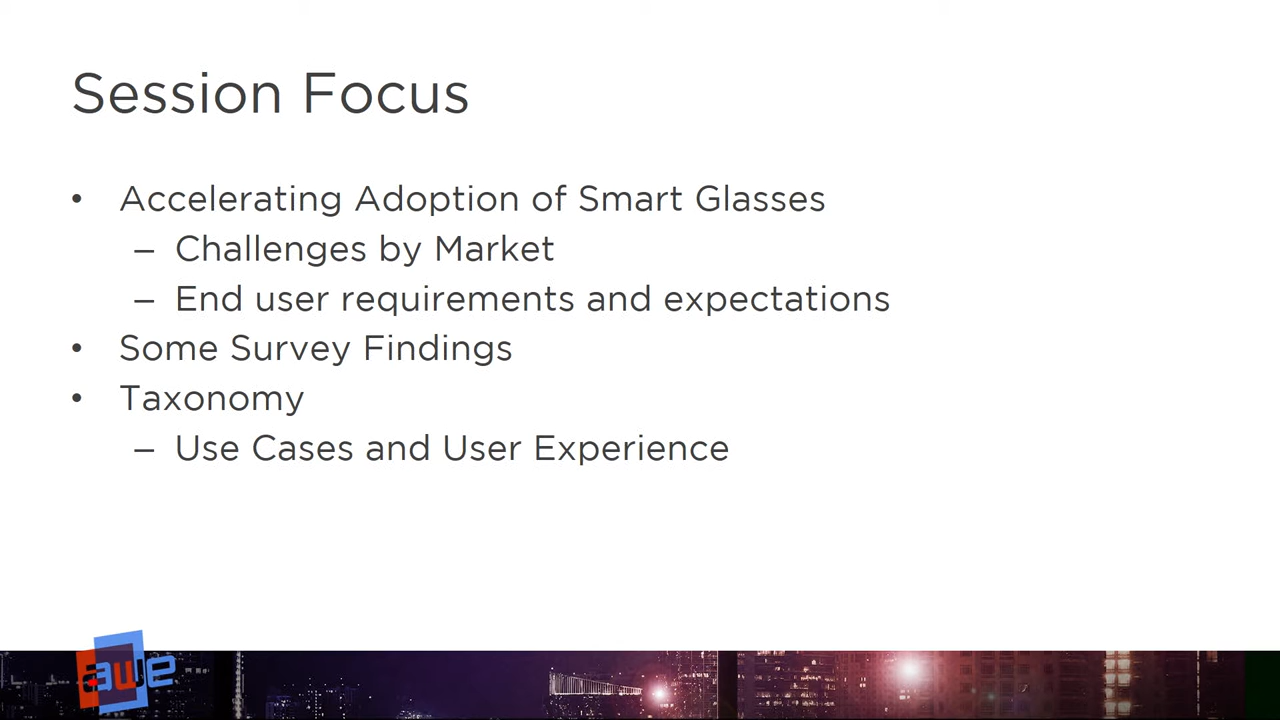 Session Focus
• Accelerating Adoption of Smart Glasses
– Challenges by Market
– End user requirements and expectations
• Some Survey Findings
• Taxonomy
– Use Cases and User Experience
awe